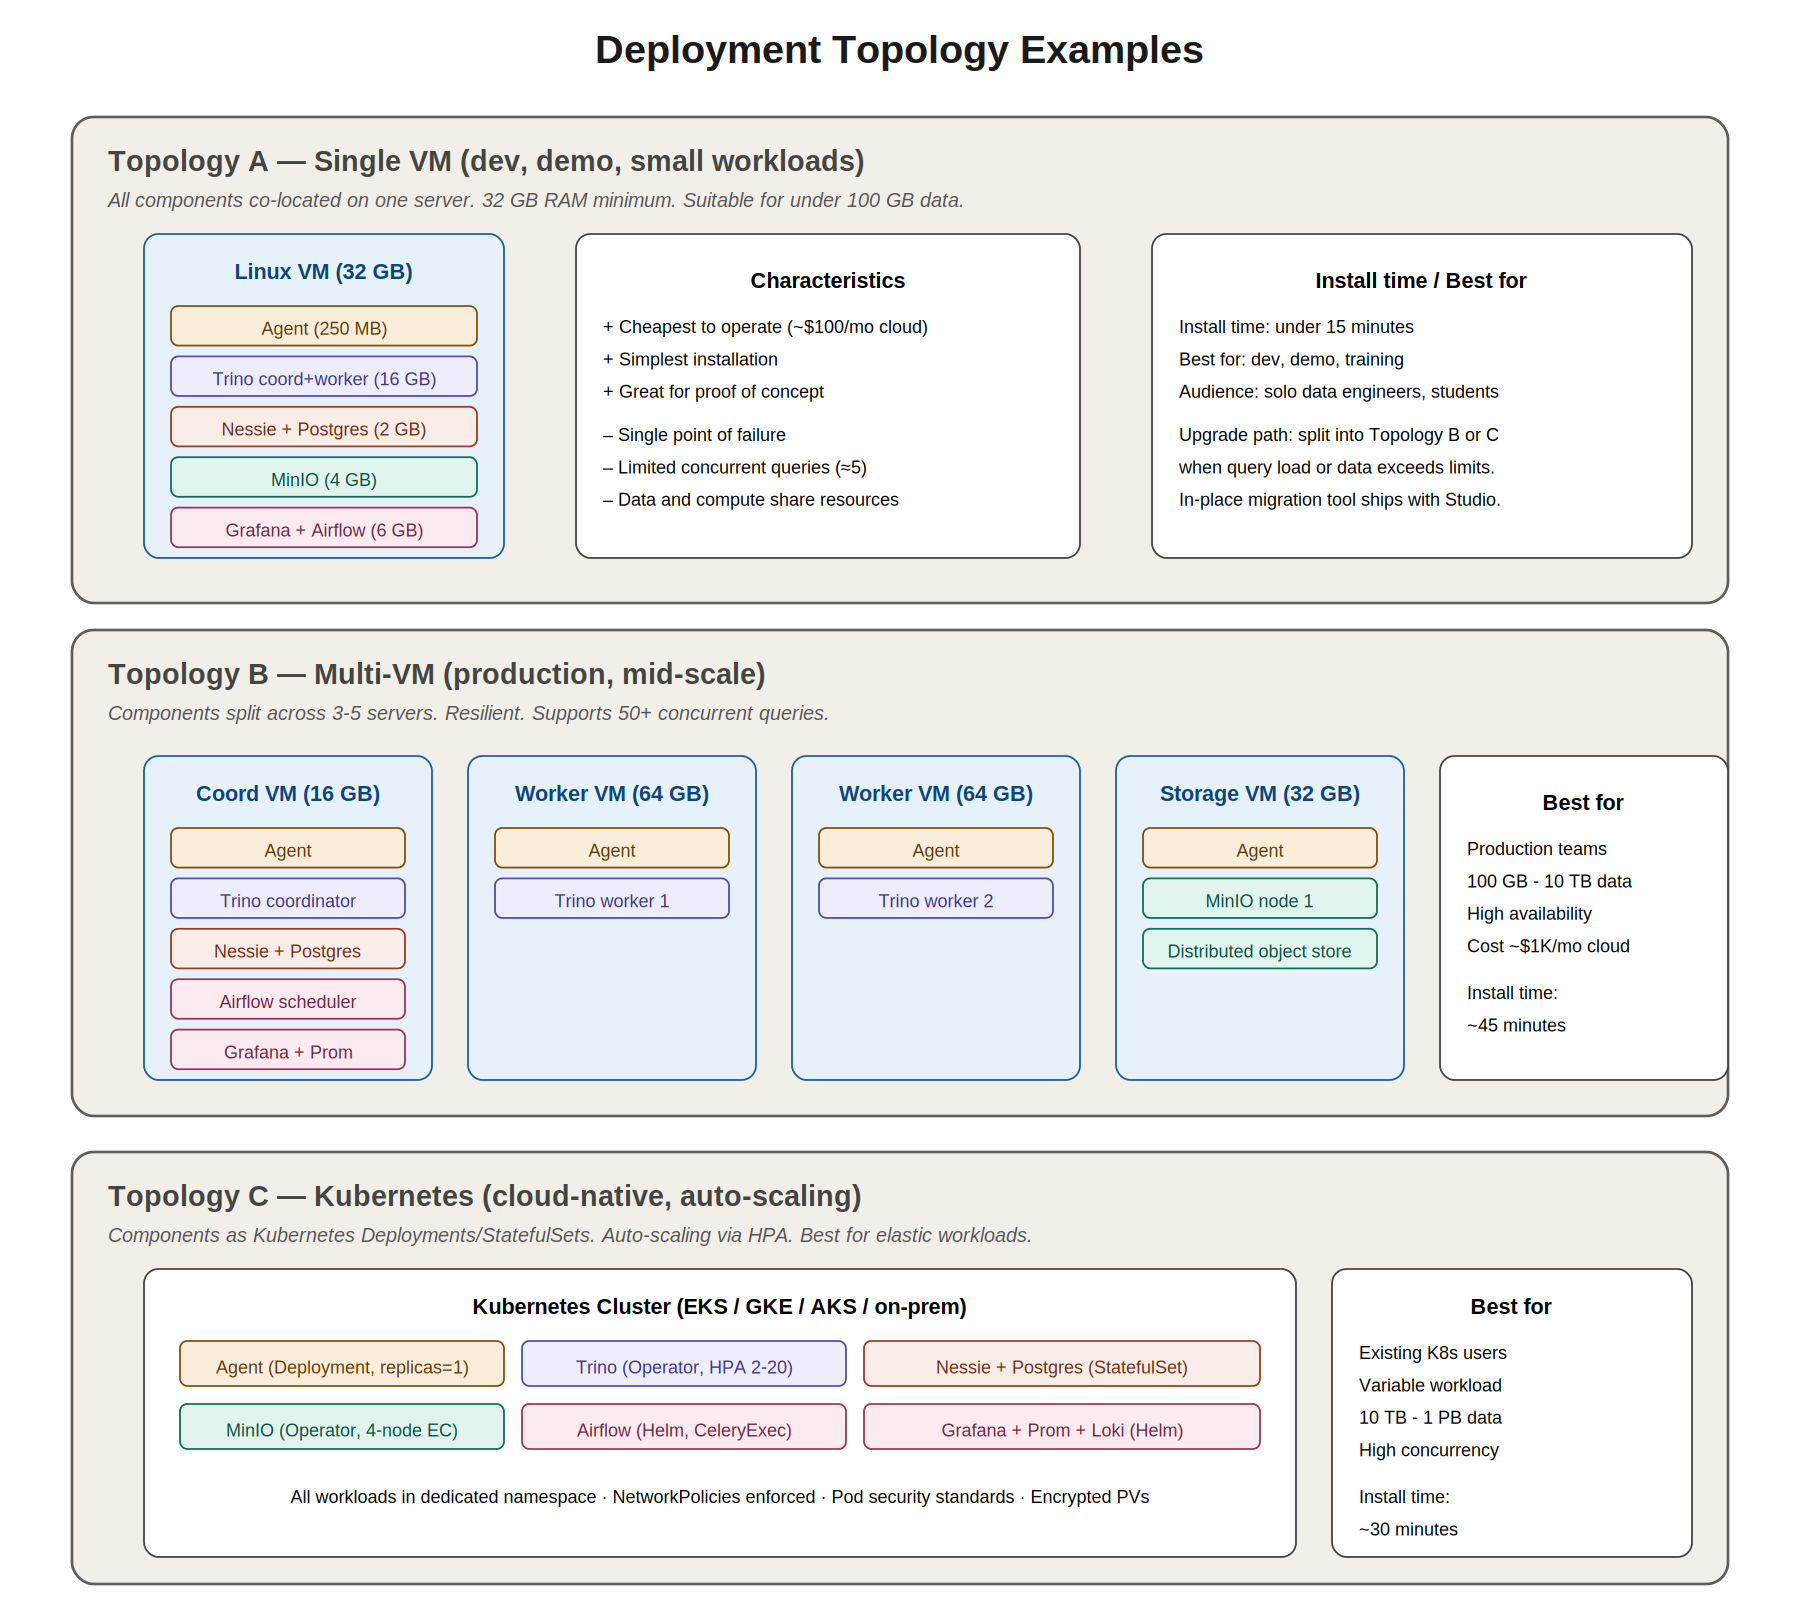 Deployment Topology Examples
Topology A — Single VM (dev, demo, small workloads)
All components co-located on one server. 32 GB RAM minimum. Suitable for under 100 GB data.
Linux VM (32 GB)
Agent (250 MB)
Trino coord+worker (16 GB)
Nessie + Postgres (2 GB)
MinIO (4 GB)
Grafana + Airflow (6 GB)
Characteristics
+ Cheapest to operate (~$100/mo cloud)
+ Simplest installation
+ Great for proof of concept
– Single point of failure
– Limited concurrent queries (≈5)
– Data and compute share resources
Install time / Best for
Install time: under 15 minutes
Best for: dev, demo, training
Audience: solo data engineers, students
Upgrade path: split into Topology B or C
when query load or data exceeds limits.
In-place migration tool ships with Studio.
Topology B — Multi-VM (production, mid-scale)
Components split across 3-5 servers. Resilient. Supports 50+ concurrent queries.
Coord VM (16 GB)
Agent
Trino coordinator
Nessie + Postgres
Airflow scheduler
Grafana + Prom
Worker VM (64 GB)
Agent
Trino worker 1
Worker VM (64 GB)
Agent
Trino worker 2
Storage VM (32 GB)
Agent
MinIO node 1
Distributed object store
Best for
Production teams
100 GB - 10 TB data
High availability
Cost ~$1K/mo cloud
Install time:
~45 minutes
Topology C — Kubernetes (cloud-native, auto-scaling)
Components as Kubernetes Deployments/StatefulSets. Auto-scaling via HPA. Best for elastic workloads.
Kubernetes Cluster (EKS / GKE / AKS / on-prem)
Agent (Deployment, replicas=1)
Trino (Operator, HPA 2-20)
Nessie + Postgres (StatefulSet)
MinIO (Operator, 4-node EC)
Airflow (Helm, CeleryExec)
Grafana + Prom + Loki (Helm)
All workloads in dedicated namespace · NetworkPolicies enforced · Pod security standards · Encrypted PVs
Best for
Existing K8s users
Variable workload
10 TB - 1 PB data
High concurrency
Install time:
~30 minutes